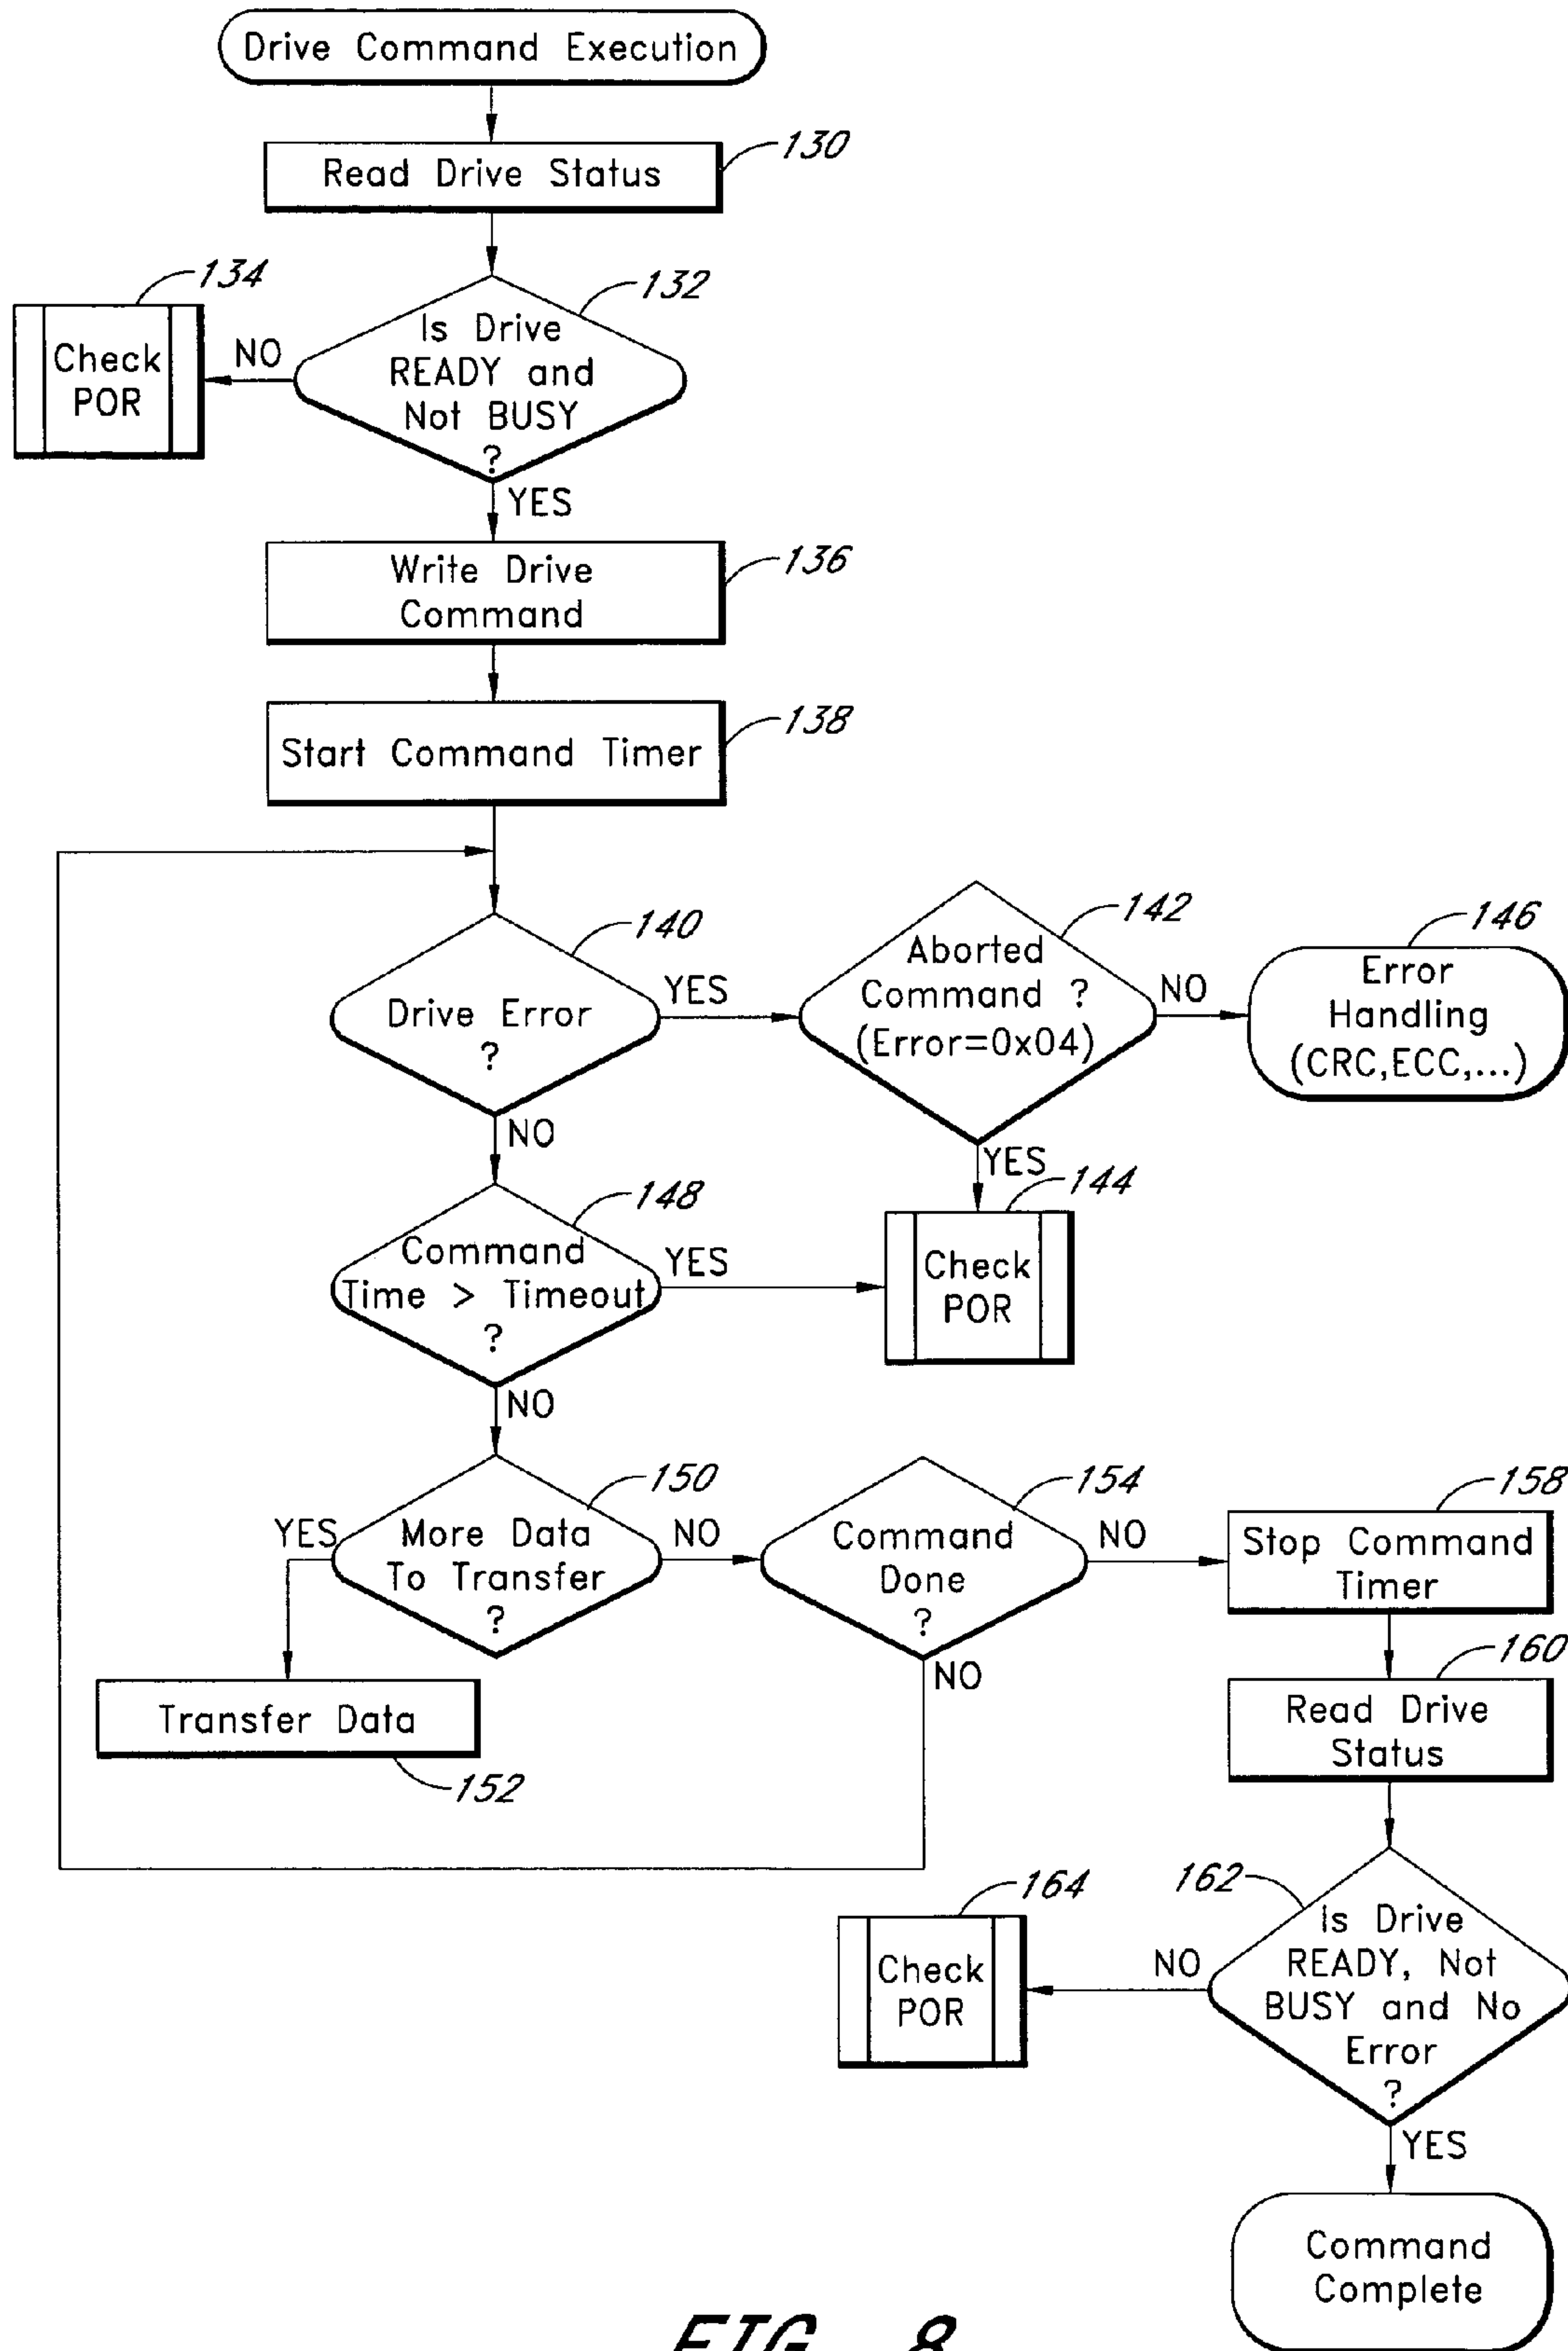 Drive Command Execution
Read Drive Status
130
134
132
Check
POR
NO
Is Drive
READY and
Not BUSY
?
YES
Write Drive
Command
136
Start Command Timer
138
140
Drive Error
?
YES
NO
142
Aborted
Command ?
(Error=0x04)
NO
YES
146
Error
Handling
(CRC,ECC,...)
148
Command
Time > Timeout
?
YES
NO
144
Check
POR
150
More Data
To Transfer
?
YES
NO
154
Command
Done
?
NO
NO
158
Stop Command
Timer
Transfer Data
152
160
Read Drive
Status
162
Is Drive
READY, Not
BUSY and No
Error
?
NO
YES
164
Check
POR
Command
Complete
FIG. 8